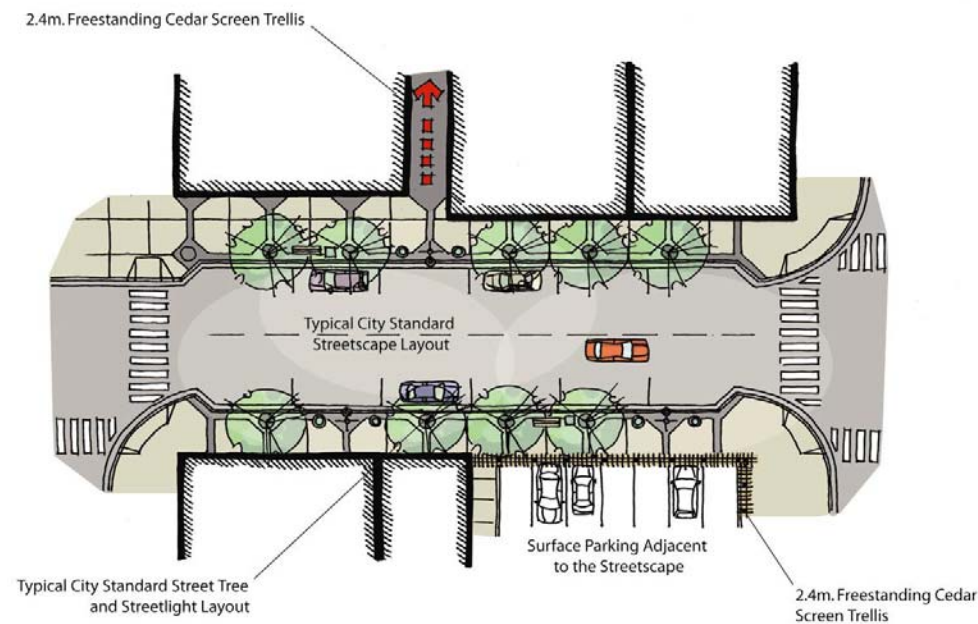 2.4m. Freestanding Cedar Screen Trellis
Typical City Standard
Streetscape Layout
Surface Parking Adjacent
to the Streetscape
Typical City Standard Street Tree
and Streetlight Layout
2.4m. Freestanding Cedar
Screen Trellis